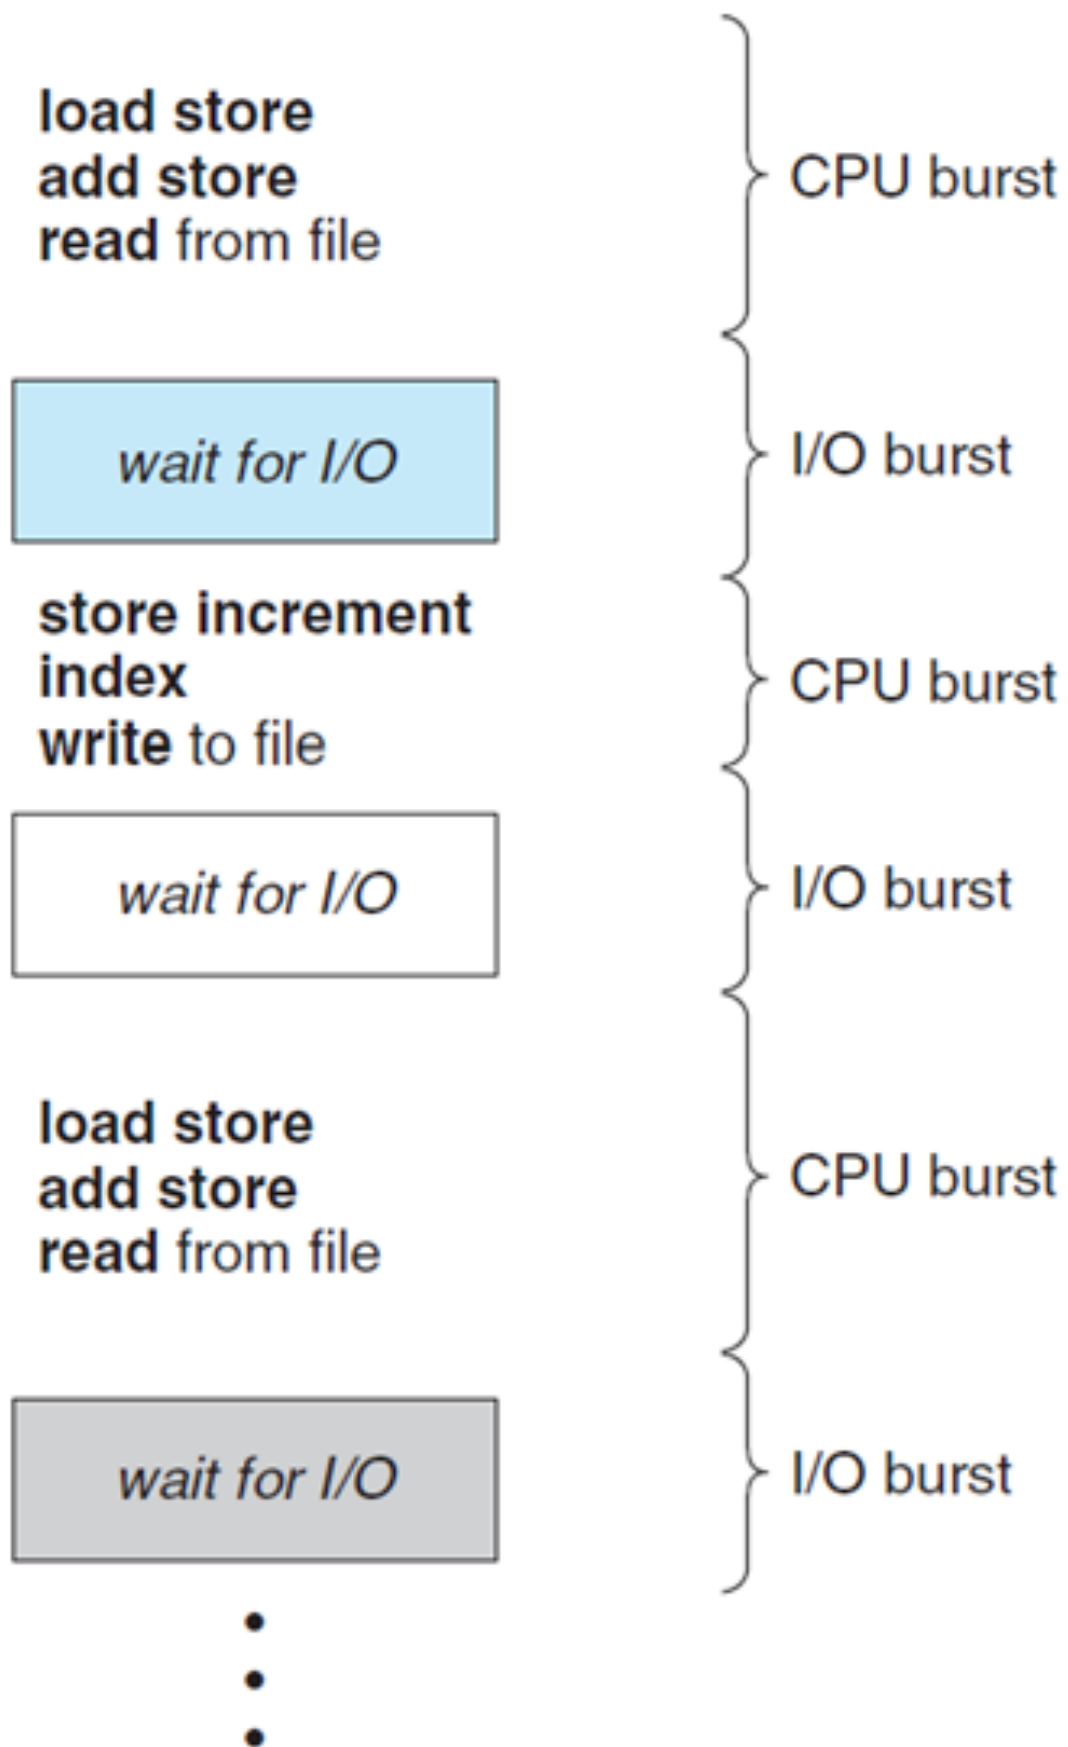 load store
add store
read from file
CPU burst
wait for I/O
I/O burst
store increment
index
write to file
CPU burst
wait for I/O
I/O burst
load store
add store
read from file
CPU burst
wait for I/O
I/O burst